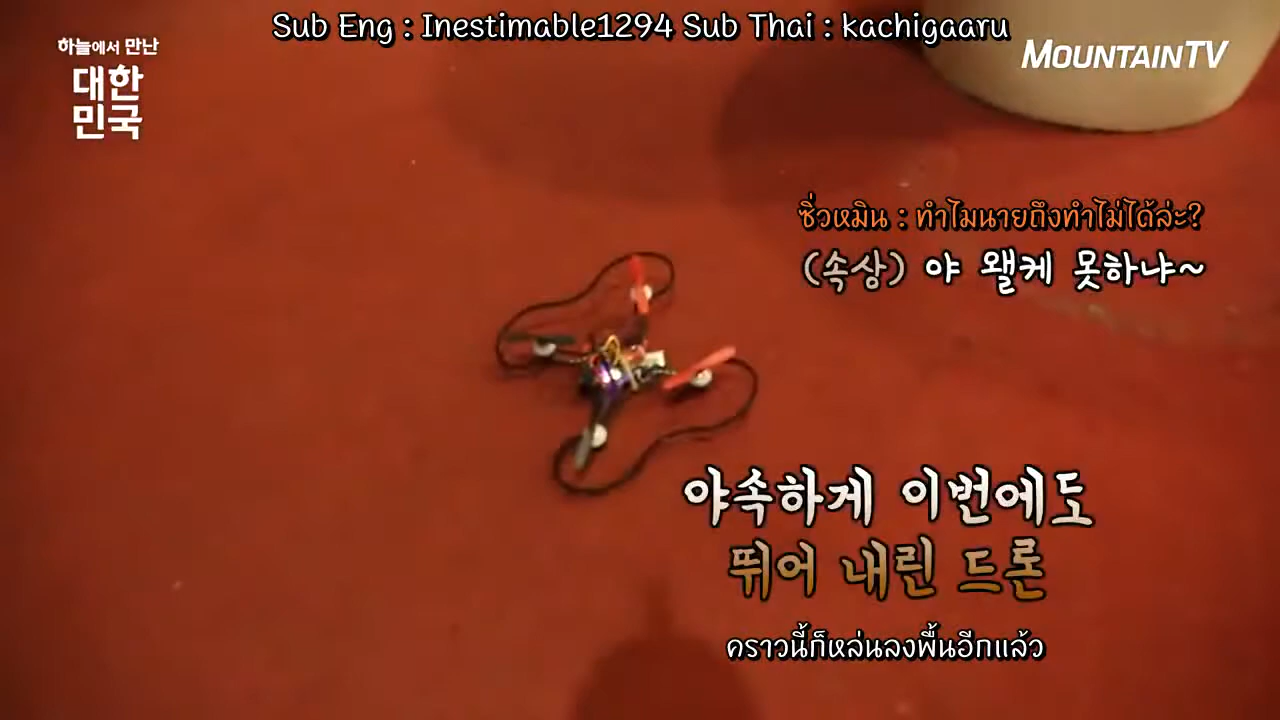 Sub Eng : Inestimable1294 Sub Thai : kachigaaru
하늘에서 만난
대한
민국
MOUNTAINTV
ซิ่วหมิน : ทำไมนายถึงทำไม่ได้ล่ะ?
(속상) 야 왤케 못하냐~
야속하게 이번에도
뛰어 내린 드론
คราวนี้ก็หล่นลงพื้นอีกแล้ว